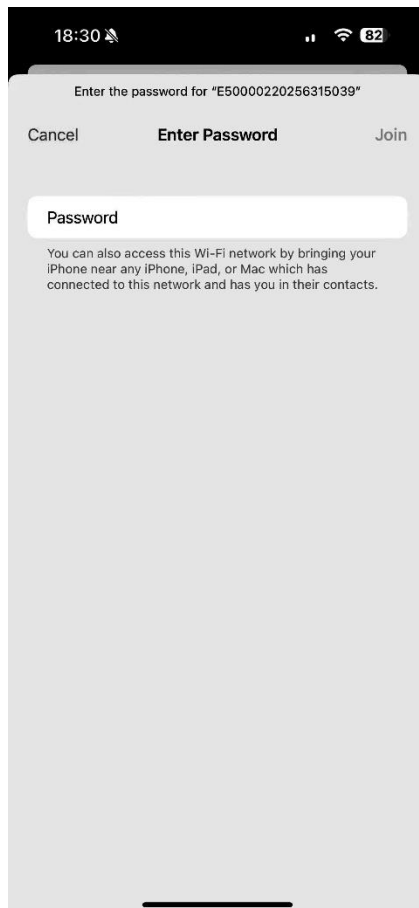 18:30
82
Enter the password for “E50000220256315039”
Cancel Enter Password Join
Password
You can also access this Wi-Fi network by bringing your
iPhone near any iPhone, iPad, or Mac which has
connected to this network and has you in their contacts.